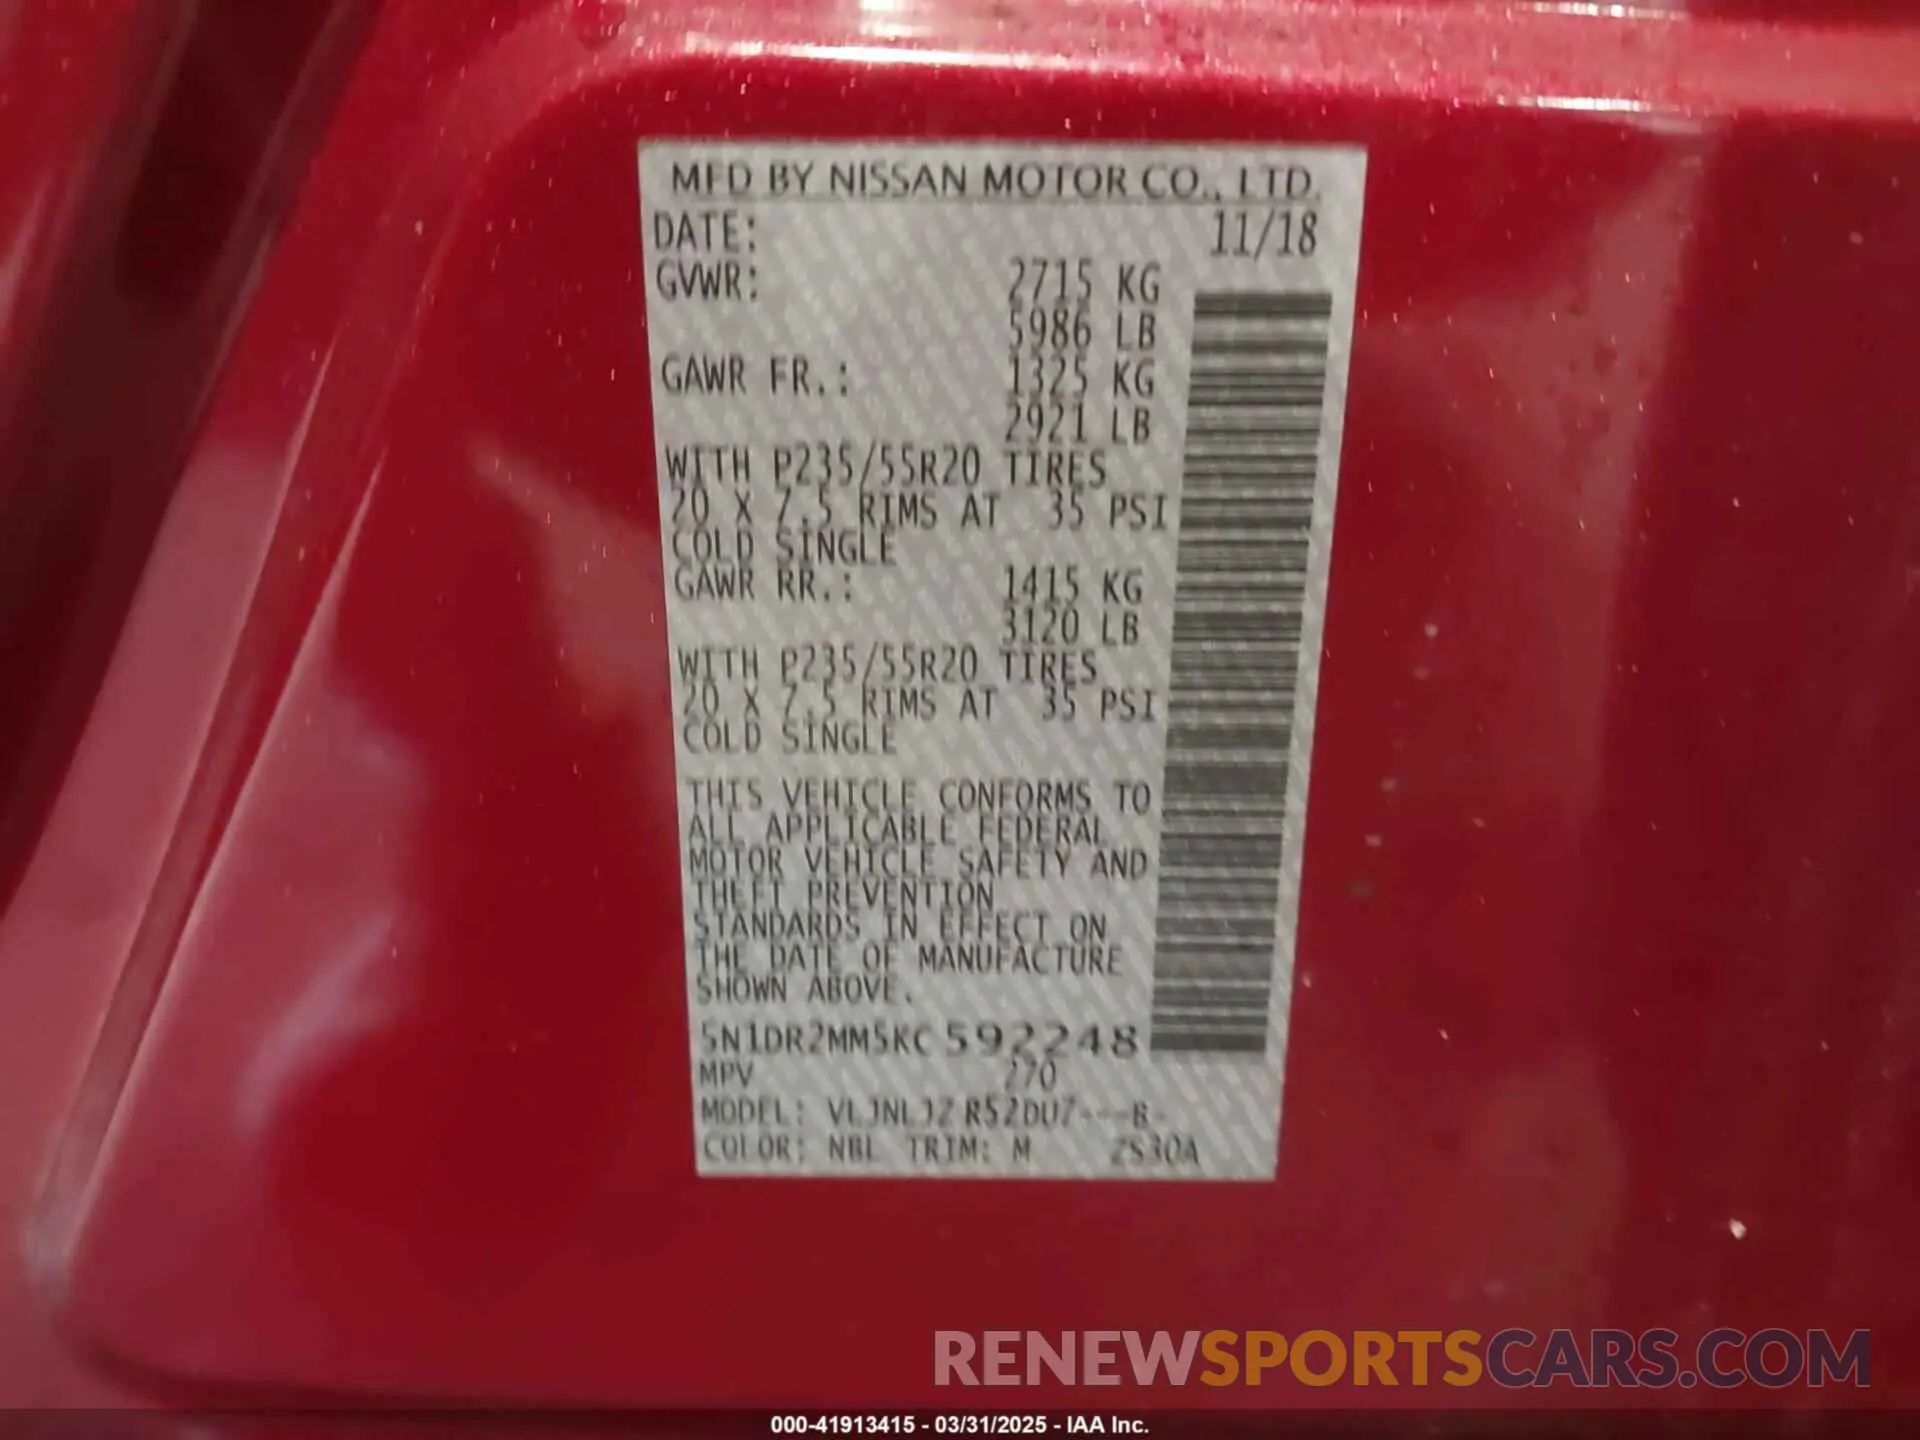 MFD BY NISSAN MOTOR CO., LTD.
DATE: 11/18
GVWR: 2715 KG
5986 LB
GAWR FR.: 1325 KG
2921 LB
WITH P235/55R20 TIRES
20 X 7.5 RIMS AT 35 PSI
COLD SINGLE
GAWR RR.: 1415 KG
3120 LB
WITH P235/55R20 TIRES
20 X 7.5 RIMS AT 35 PSI
COLD SINGLE
THIS VEHICLE CONFORMS TO
ALL APPLICABLE FEDERAL
MOTOR VEHICLE SAFETY AND
THEFT PREVENTION
STANDARDS IN EFFECT ON
THE DATE OF MANUFACTURE
SHOWN ABOVE.
5N1DR2MM5KC592248
MPV 270
MODEL:
COLOR: NBL TRIM: M
RENEWSPORTSCARS.COM
000-41913415 - 03/31/2025 - IAA Inc.